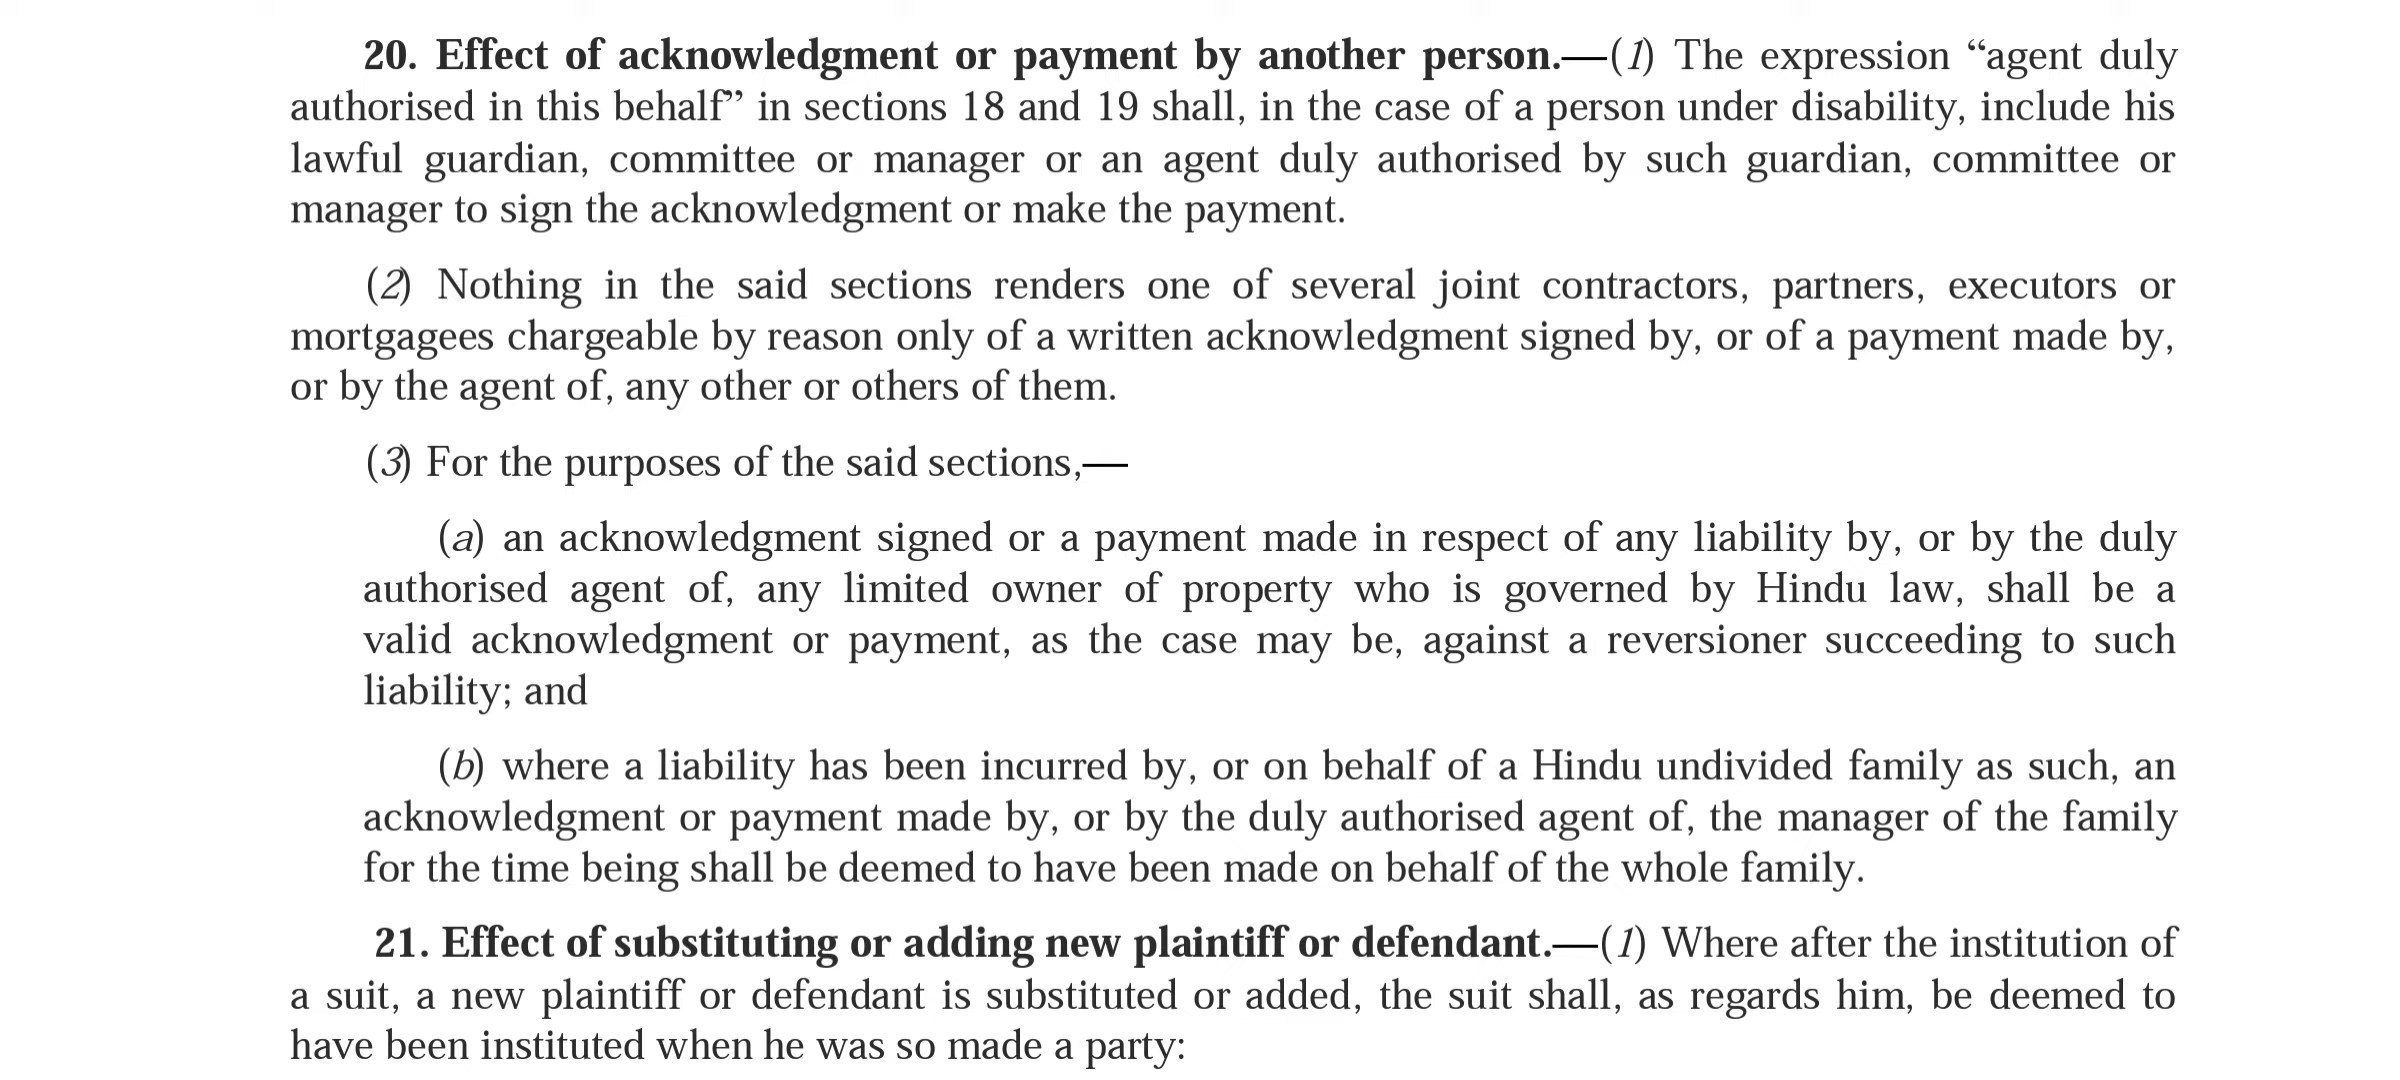 20. Effect of acknowledgment or payment by another person.—(1) The expression “agent duly
authorised in this behalf” in sections 18 and 19 shall, in the case of a person under disability, include his
lawful guardian, committee or manager or an agent duly authorised by such guardian, committee or
manager to sign the acknowledgment or make the payment.
(2) Nothing in the said sections renders one of several joint contractors, partners, executors or
mortgagees chargeable by reason only of a written acknowledgment signed by, or of a payment made by,
or by the agent of, any other or others of them.
(3) For the purposes of the said sections,—
(a) an acknowledgment signed or a payment made in respect of any liability by, or by the duly
authorised agent of, any limited owner of property who is governed by Hindu law, shall be a
valid acknowledgment or payment, as the case may be, against a reversioner succeeding to such
liability; and
(b) where a liability has been incurred by, or on behalf of a Hindu undivided family as such, an
acknowledgment or payment made by, or by the duly authorised agent of, the manager of the family
for the time being shall be deemed to have been made on behalf of the whole family.
21. Effect of substituting or adding new plaintiff or defendant.—(1) Where after the institution of
a suit, a new plaintiff or defendant is substituted or added, the suit shall, as regards him, be deemed to
have been instituted when he was so made a party: